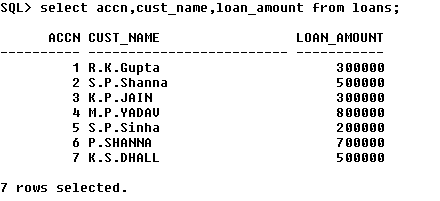 SQL> select accn,cust_name,loan_amount from loans;
ACCN CUST_NAME LOAN_AMOUNT
---------- ------------------------- -----------
1 R.K.Gupta 300000
2 S.P.Shanna 500000
3 K.P.JAIN 300000
4 M.P.YADAV 800000
5 S.P.Sinha 200000
6 P.SHANNA 700000
7 K.S.DHALL 500000
7 rows selected.